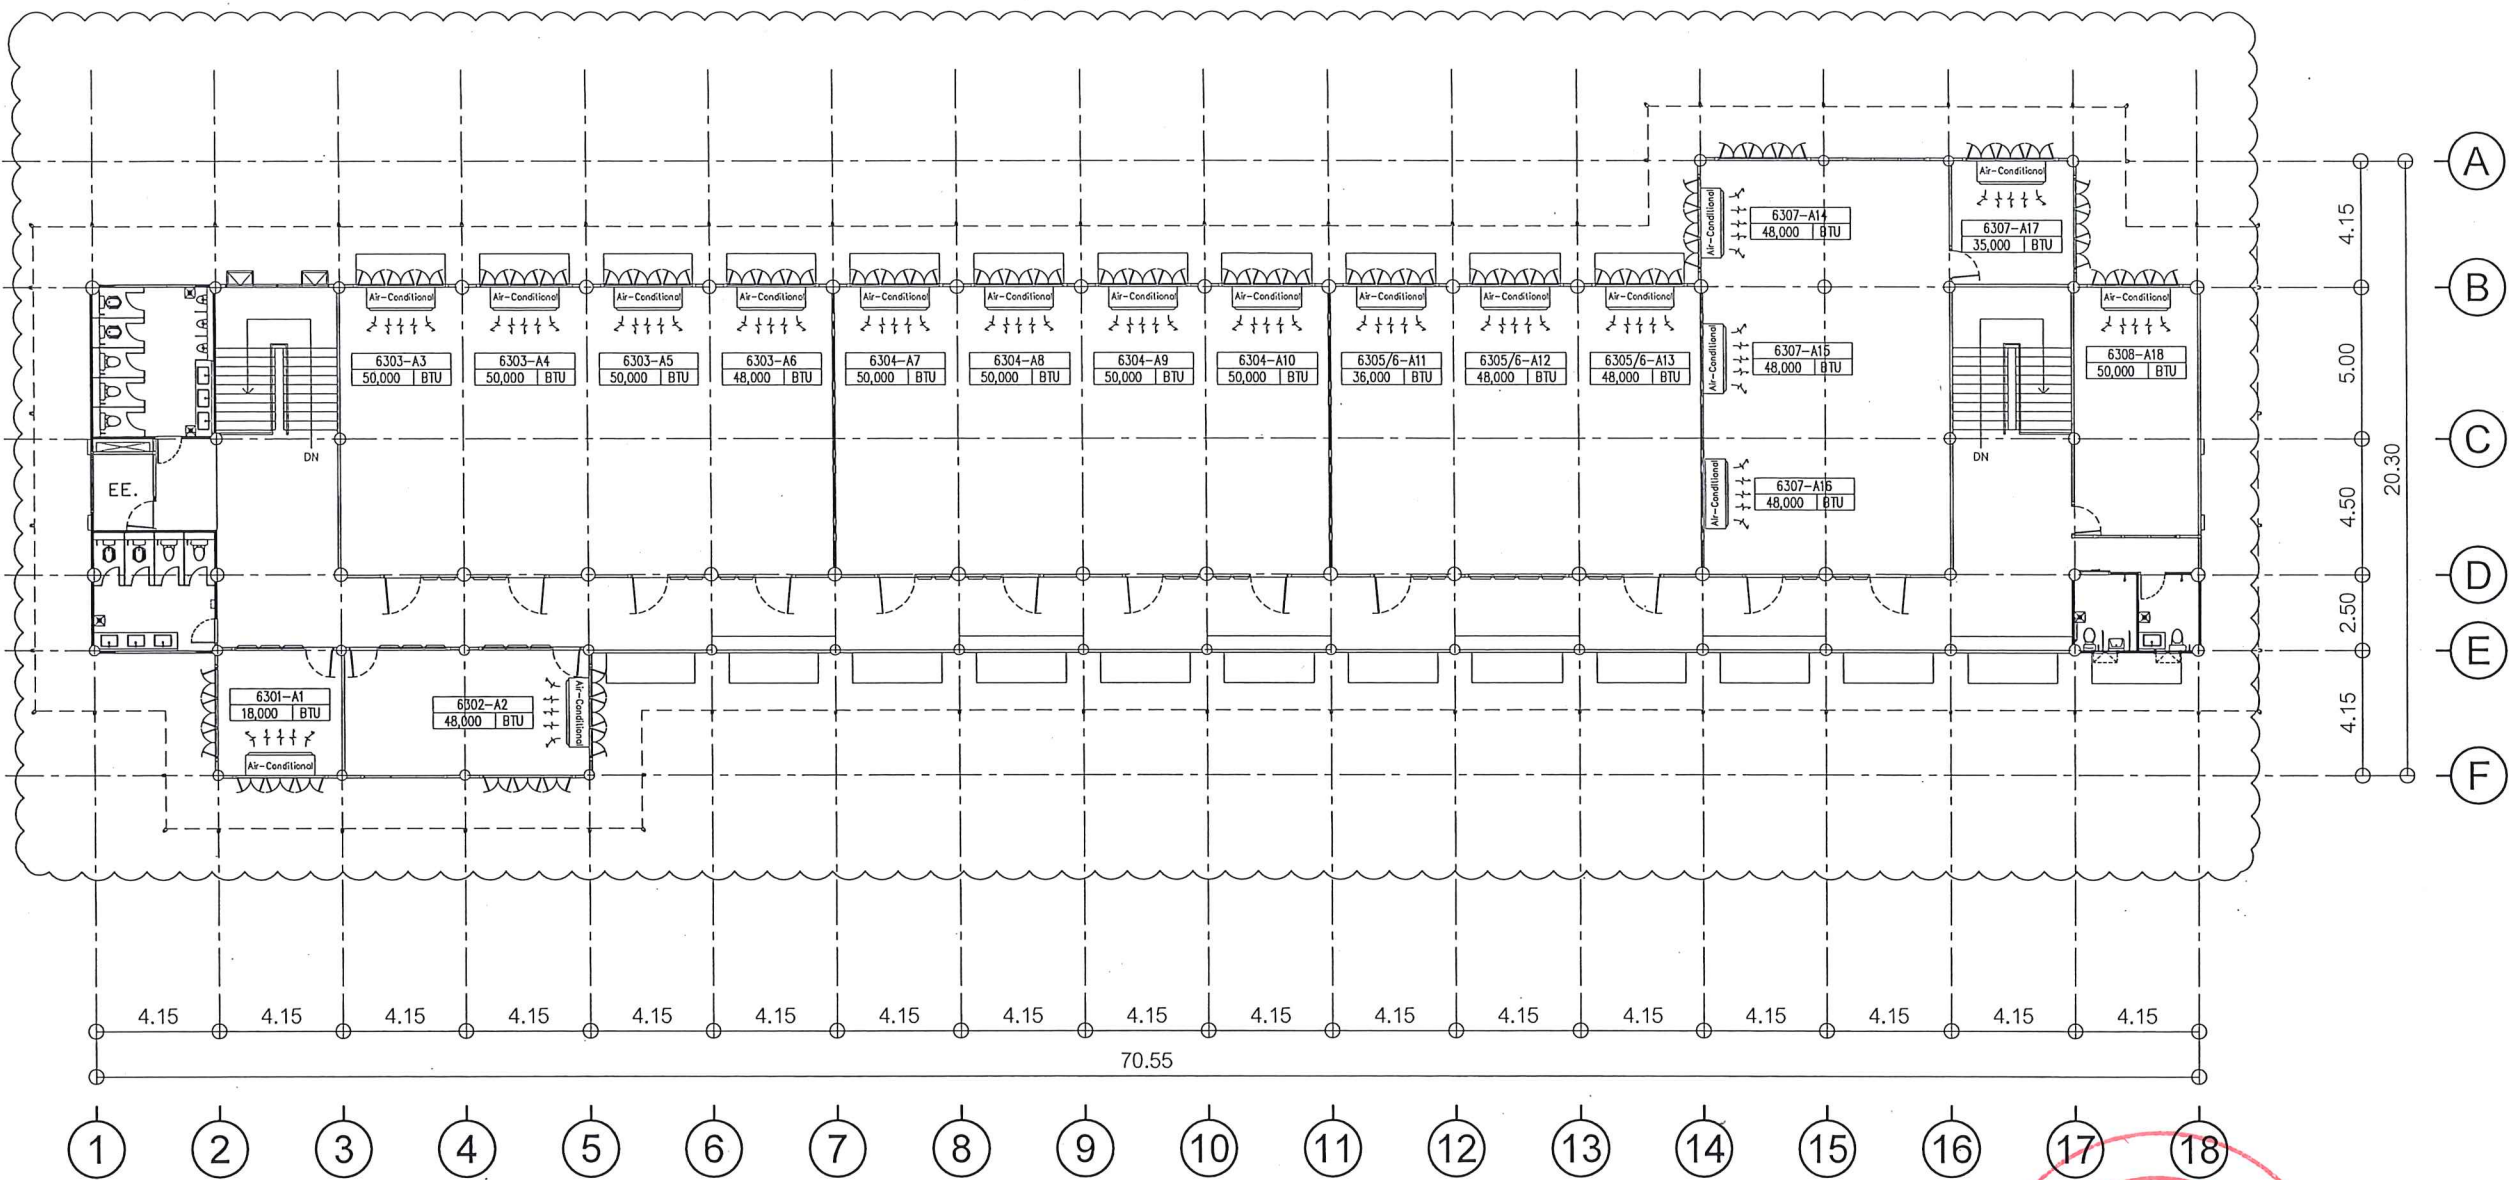 A
Air-Conditional
Air-Conditional
6307-A14
48,000 BTU
6307-A17
35,000 BTU
4.15
B
Air-Conditional
Air-Conditional
Air-Conditional
Air-Conditional
Air-Conditional
Air-Conditional
Air-Conditional
Air-Conditional
Air-Conditional
Air-Conditional
Air-Conditional
Air-Conditional
6303-A3
50,000 BTU
6303-A4
50,000 BTU
6303-A5
50,000 BTU
6303-A6
48,000 BTU
6304-A7
50,000 BTU
6304-A8
50,000 BTU
6304-A9
50,000 BTU
6304-A10
50,000 BTU
6305/6-A11
36,000 BTU
6305/6-A12
48,000 BTU
6305/6-A13
48,000 BTU
Air-Conditional
6307-A15
48,000 BTU
6308-A18
50,000 BTU
5.00
C
DN
DN
20.30
EE.
Air-Conditional
6307-A16
48,000 BTU
4.50
D
2.50
E
6301-A1
18,000 BTU
Air-Conditional
6302-A2
48,000 BTU
Air-Conditional
4.15
F
4.15 4.15 4.15 4.15 4.15 4.15 4.15 4.15 4.15 4.15 4.15 4.15 4.15 4.15 4.15 4.15 4.15
70.55
1 2 3 4 5 6 7 8 9 10 11 12 13 14 15 16 17 18